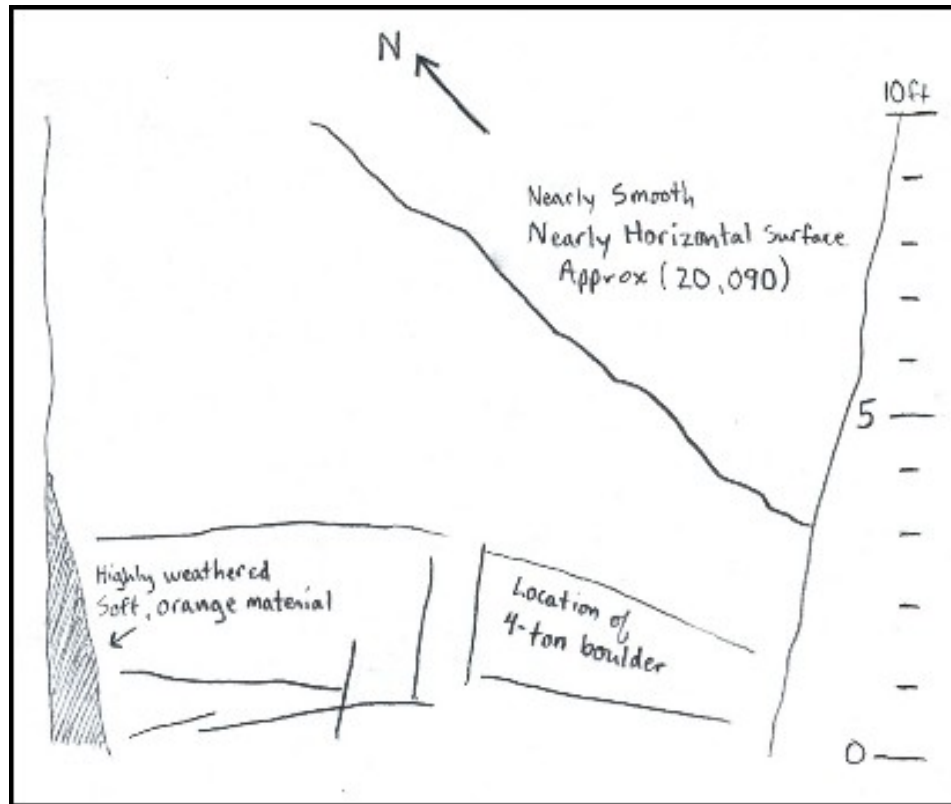 N
10ft
Nearly Smooth
Nearly Horizontal Surface
Approx (20,090)
5
Highly weathered
Soft, orange material
Location of
4-ton boulder
0